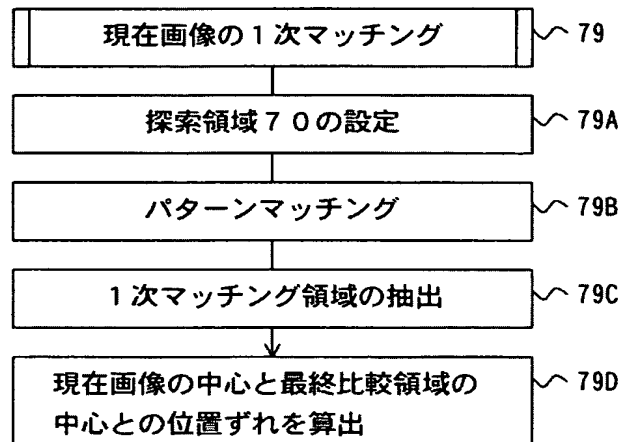 現在画像の１次マッチング
79
探索領域７０の設定
79A
パターンマッチング
79B
１次マッチング領域の抽出
79C
現在画像の中心と最終比較領域の
中心との位置ずれを算出
79D